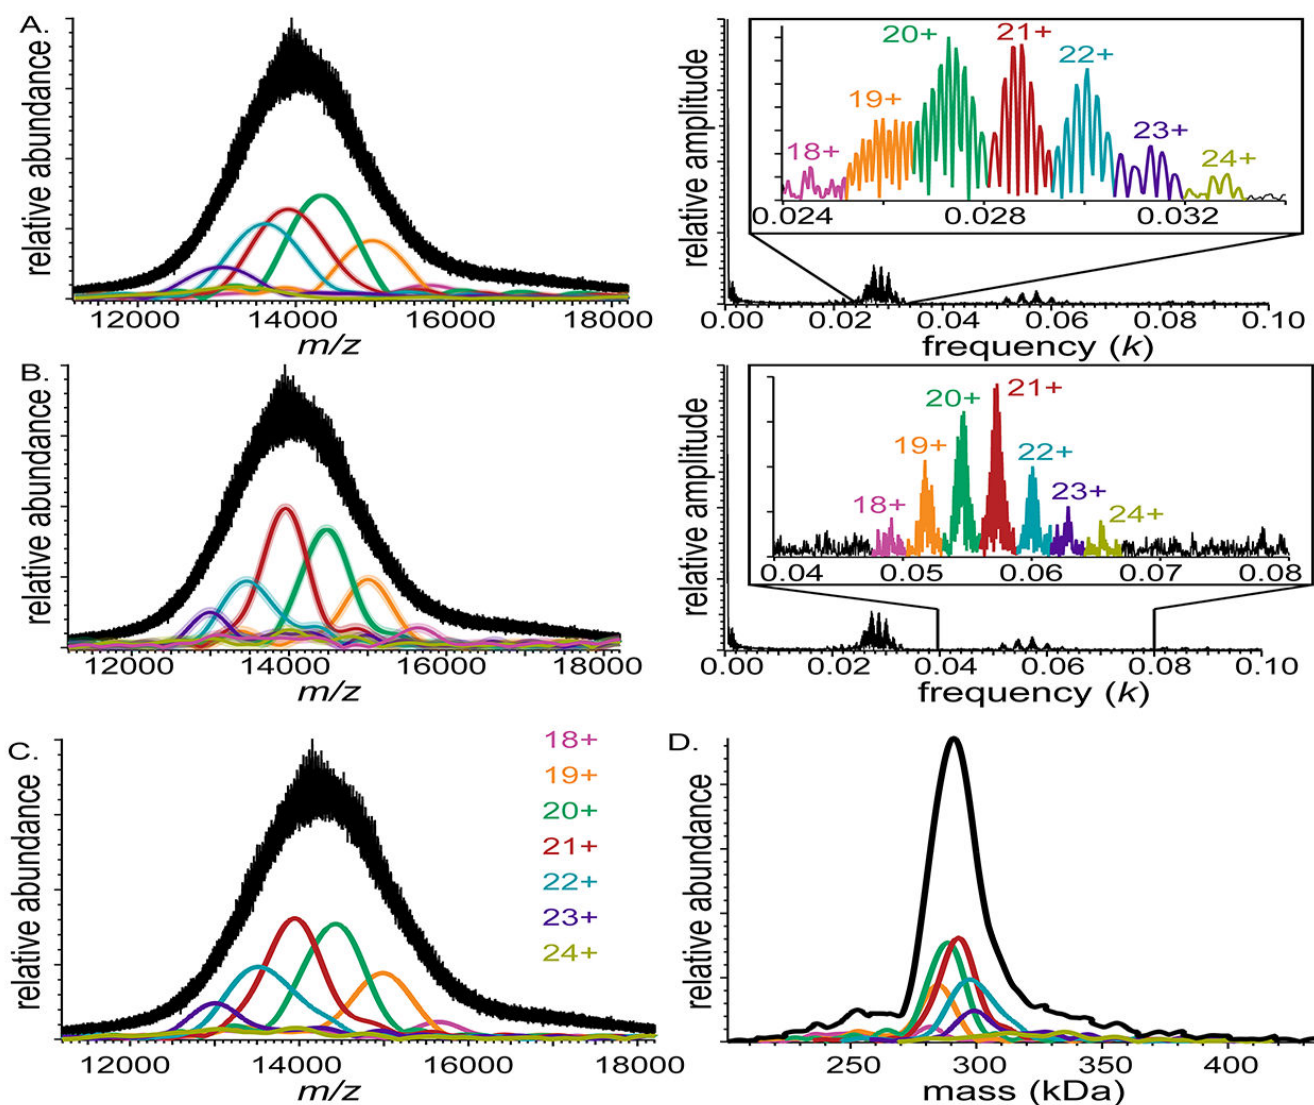 A.
relative abundance
12000 14000 16000 18000
m/z
relative amplitude
20+ 21+ 22+
19+
18+ 23+ 24+
0.024 0.028 0.032
0.00 0.02 0.04 0.06 0.08 0.10
frequency (k)
B.
relative abundance
12000 14000 16000 18000
m/z
relative amplitude
21+
20+
19+ 22+
18+ 23+ 24+
0.04 0.05 0.06 0.07 0.08
0.00 0.02 0.04 0.06 0.08 0.10
frequency (k)
C.
relative abundance
18+
19+
20+
21+
22+
23+
24+
12000 14000 16000 18000
m/z
D.
relative abundance
250 300 350 400
mass (kDa)